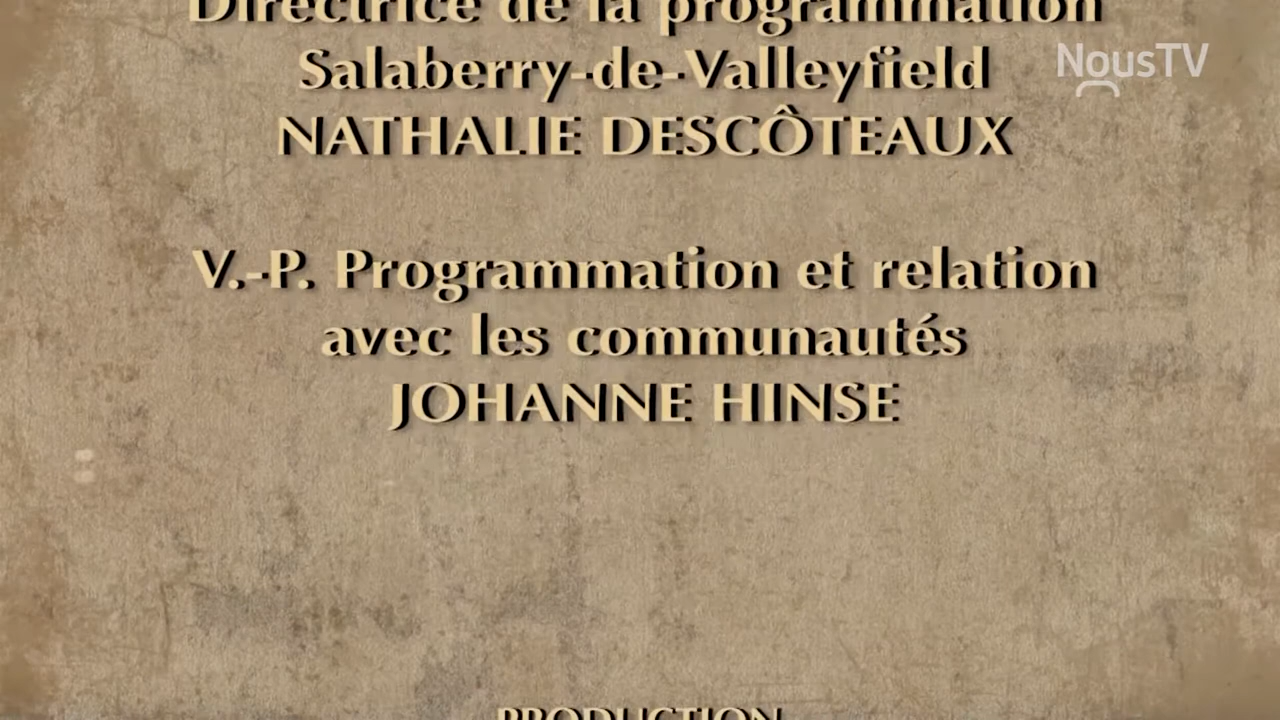 Directrice de la programmation
NousTV
Salaberry-de-Valleyfield
NATHALIE DESCÔTEAUX
V.-P. Programmation et relation
avec les communautés
JOHANNE HINSE
PRODUCTION